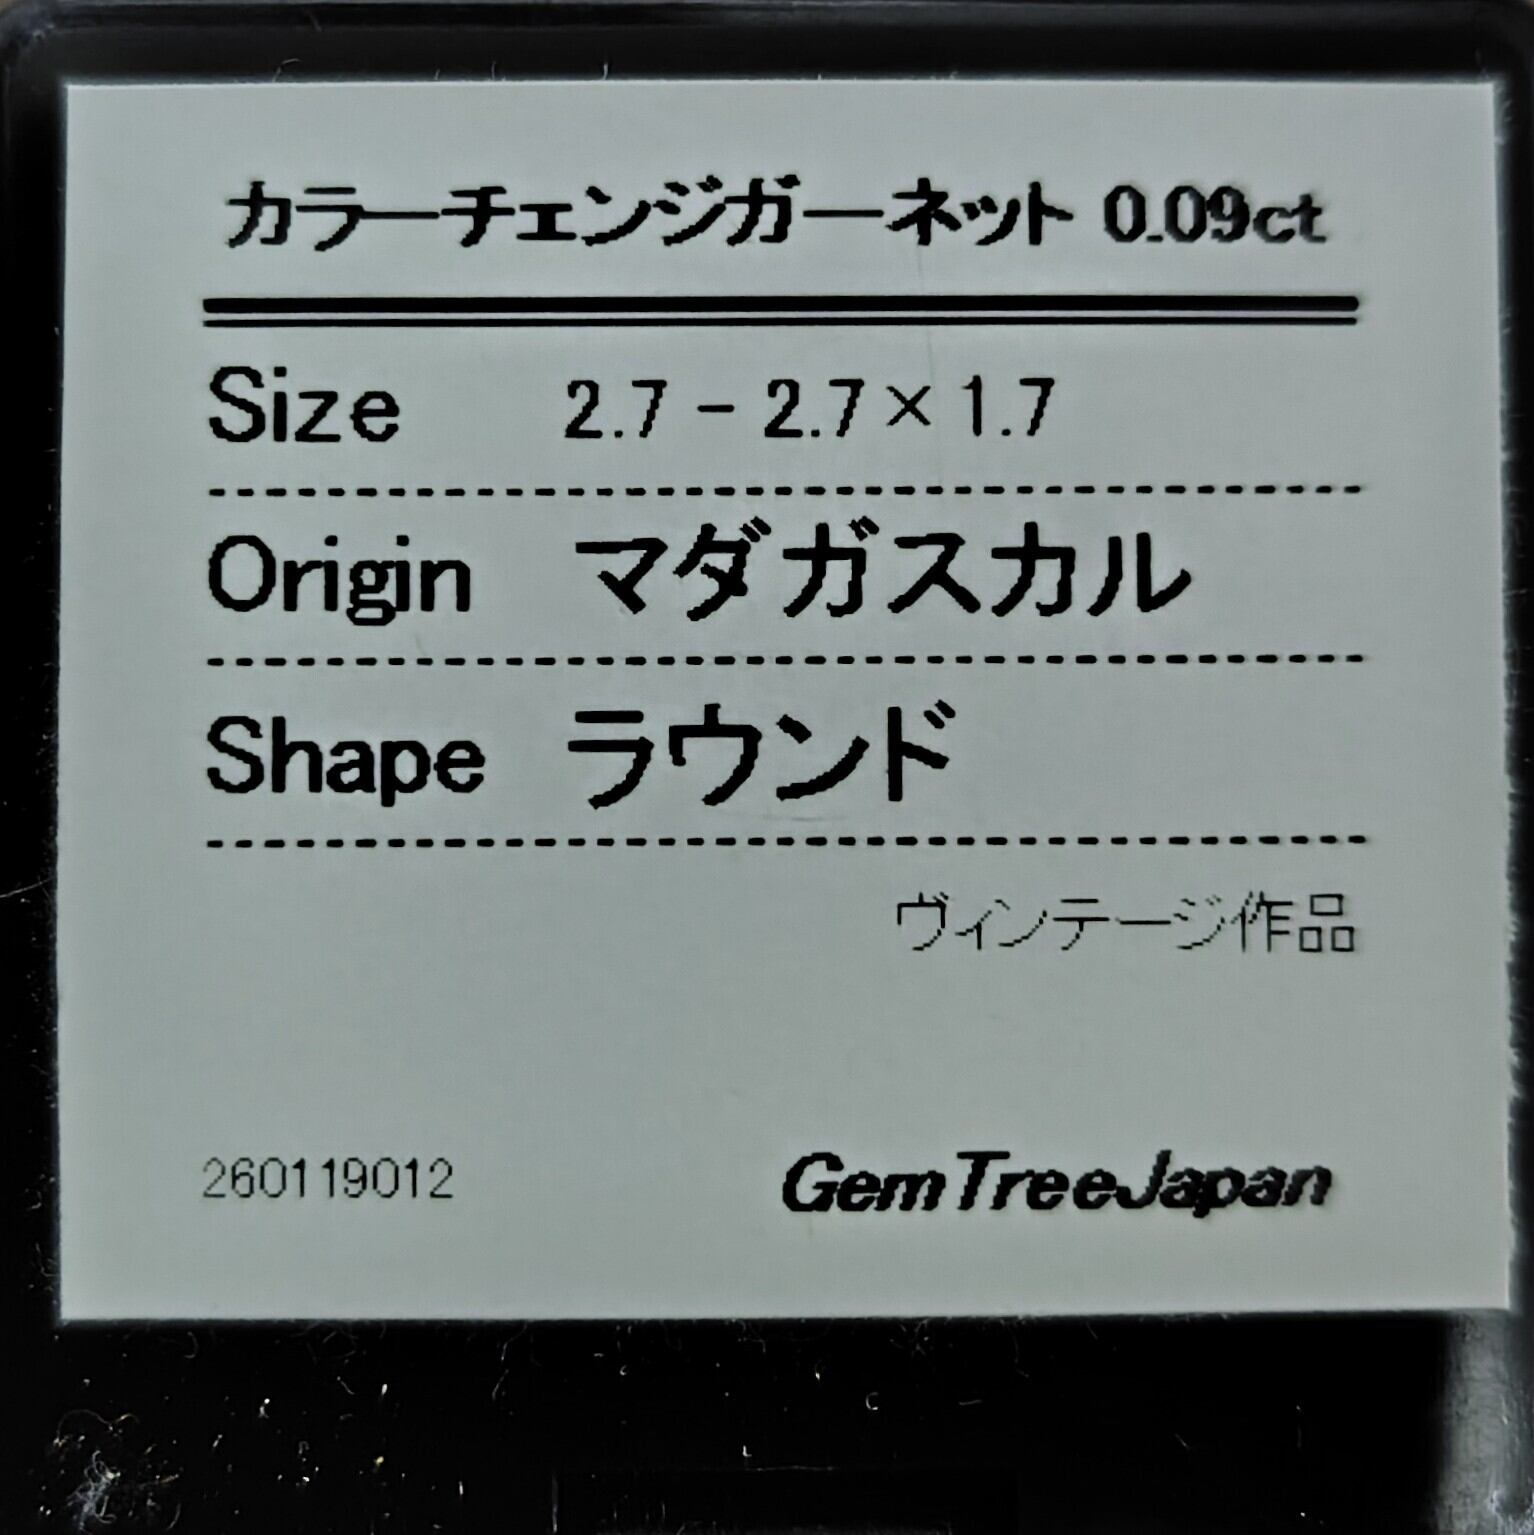 カラーチェンジガーネット 0.09ct
Size 2.7 - 2.7×1.7
Origin マダガスカル
Shape ラウンド
ヴィンテージ作品
260119012 GemTreeJapan